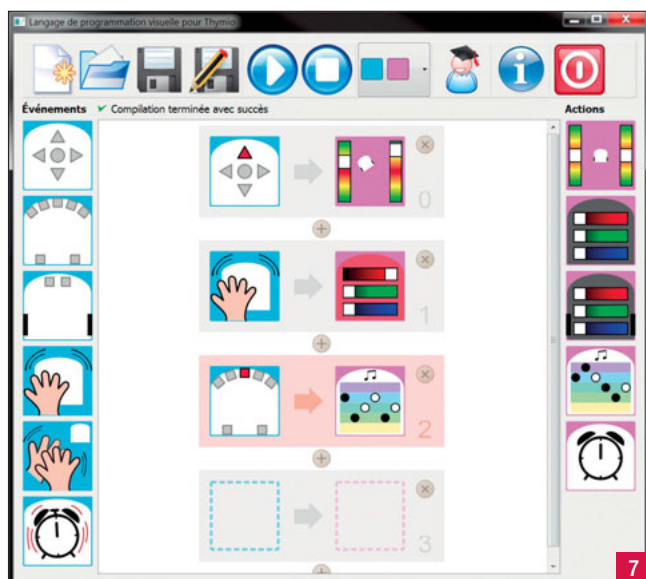 Langage de programmation visuelle pour Thymio
Événements
✔ Compilation terminée avec succès
Actions
0
1
2
3
7